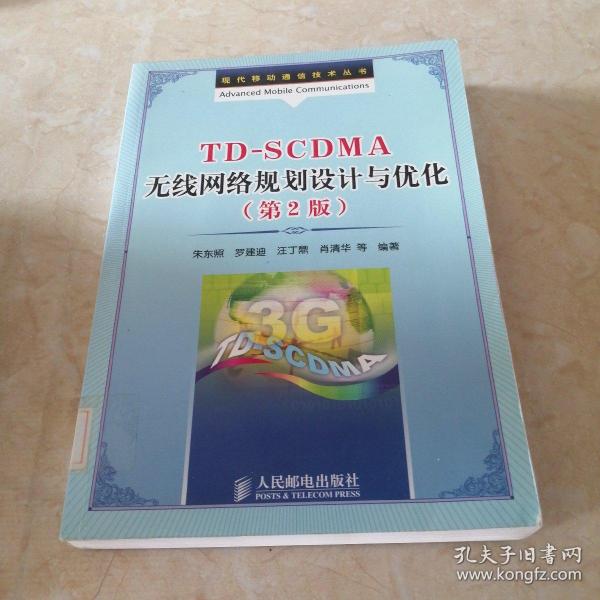 现代移动通信技术丛书
Advanced Mobile Communications
TD-SCDMA
无线网络规划设计与优化
（第2版）
朱东照 罗建迪 汪丁鼎 肖清华 等 编著
3G
TD-SCDMA
人民邮电出版社
POSTS & TELECOM PRESS
孔夫子旧书网
www.kongfz.com